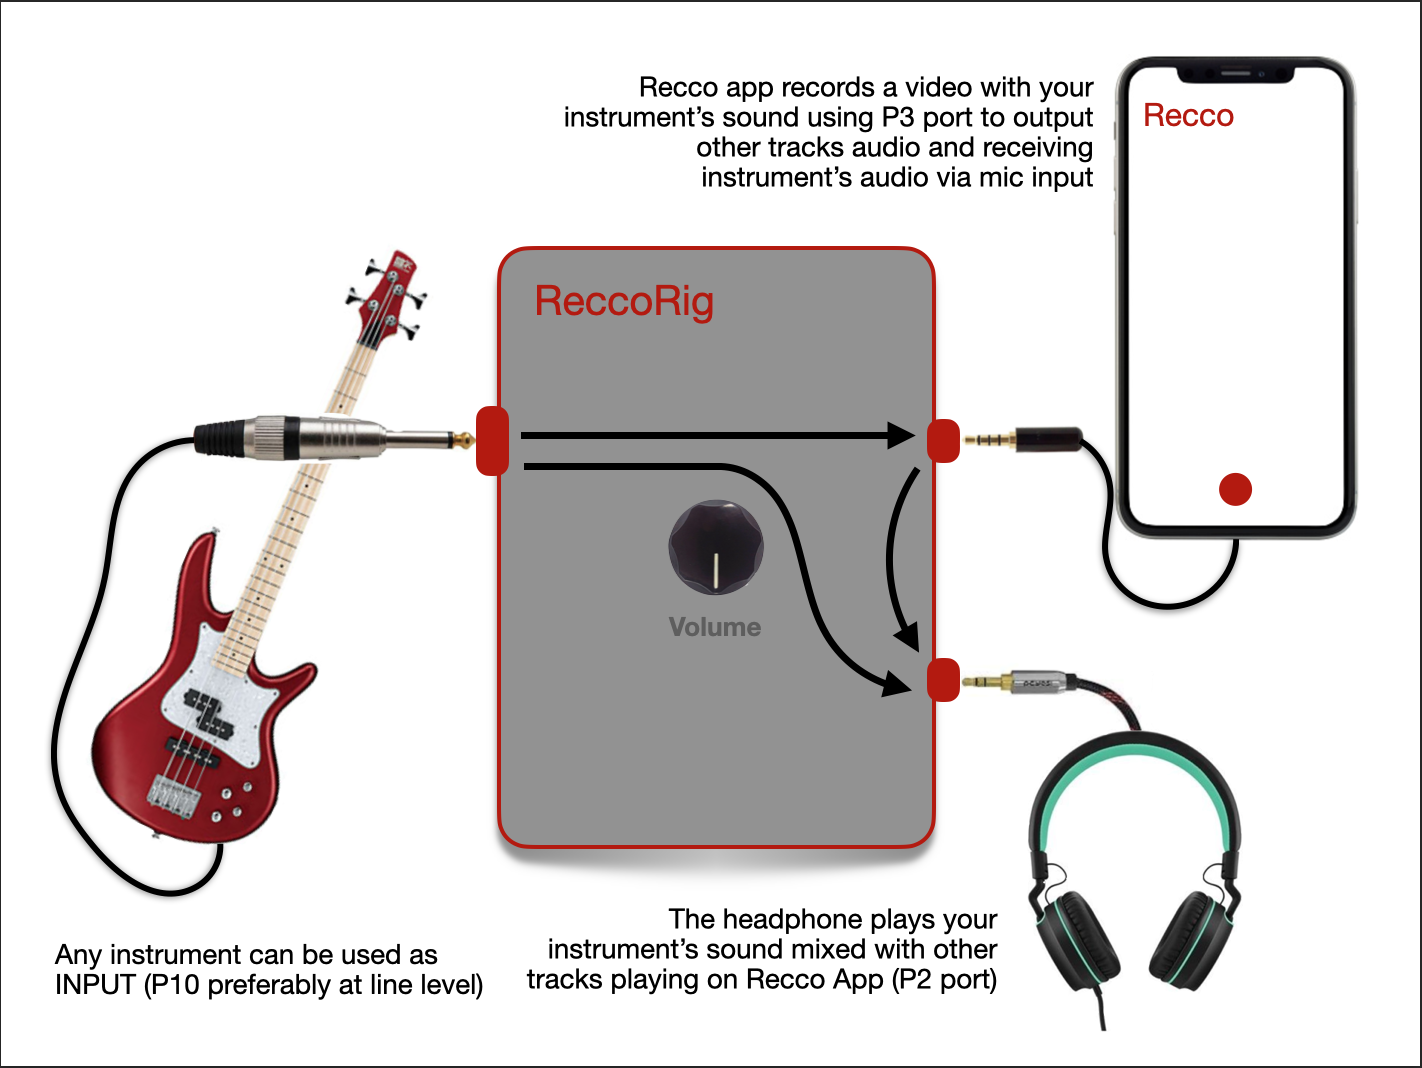 Recco app records a video with your
instrument’s sound using P3 port to output
other tracks audio and receiving
instrument’s audio via mic input
Recco
ReccoRig
Volume
The headphone plays your
instrument’s sound mixed with other
tracks playing on Recco App (P2 port)
Any instrument can be used as
INPUT (P10 preferably at line level)